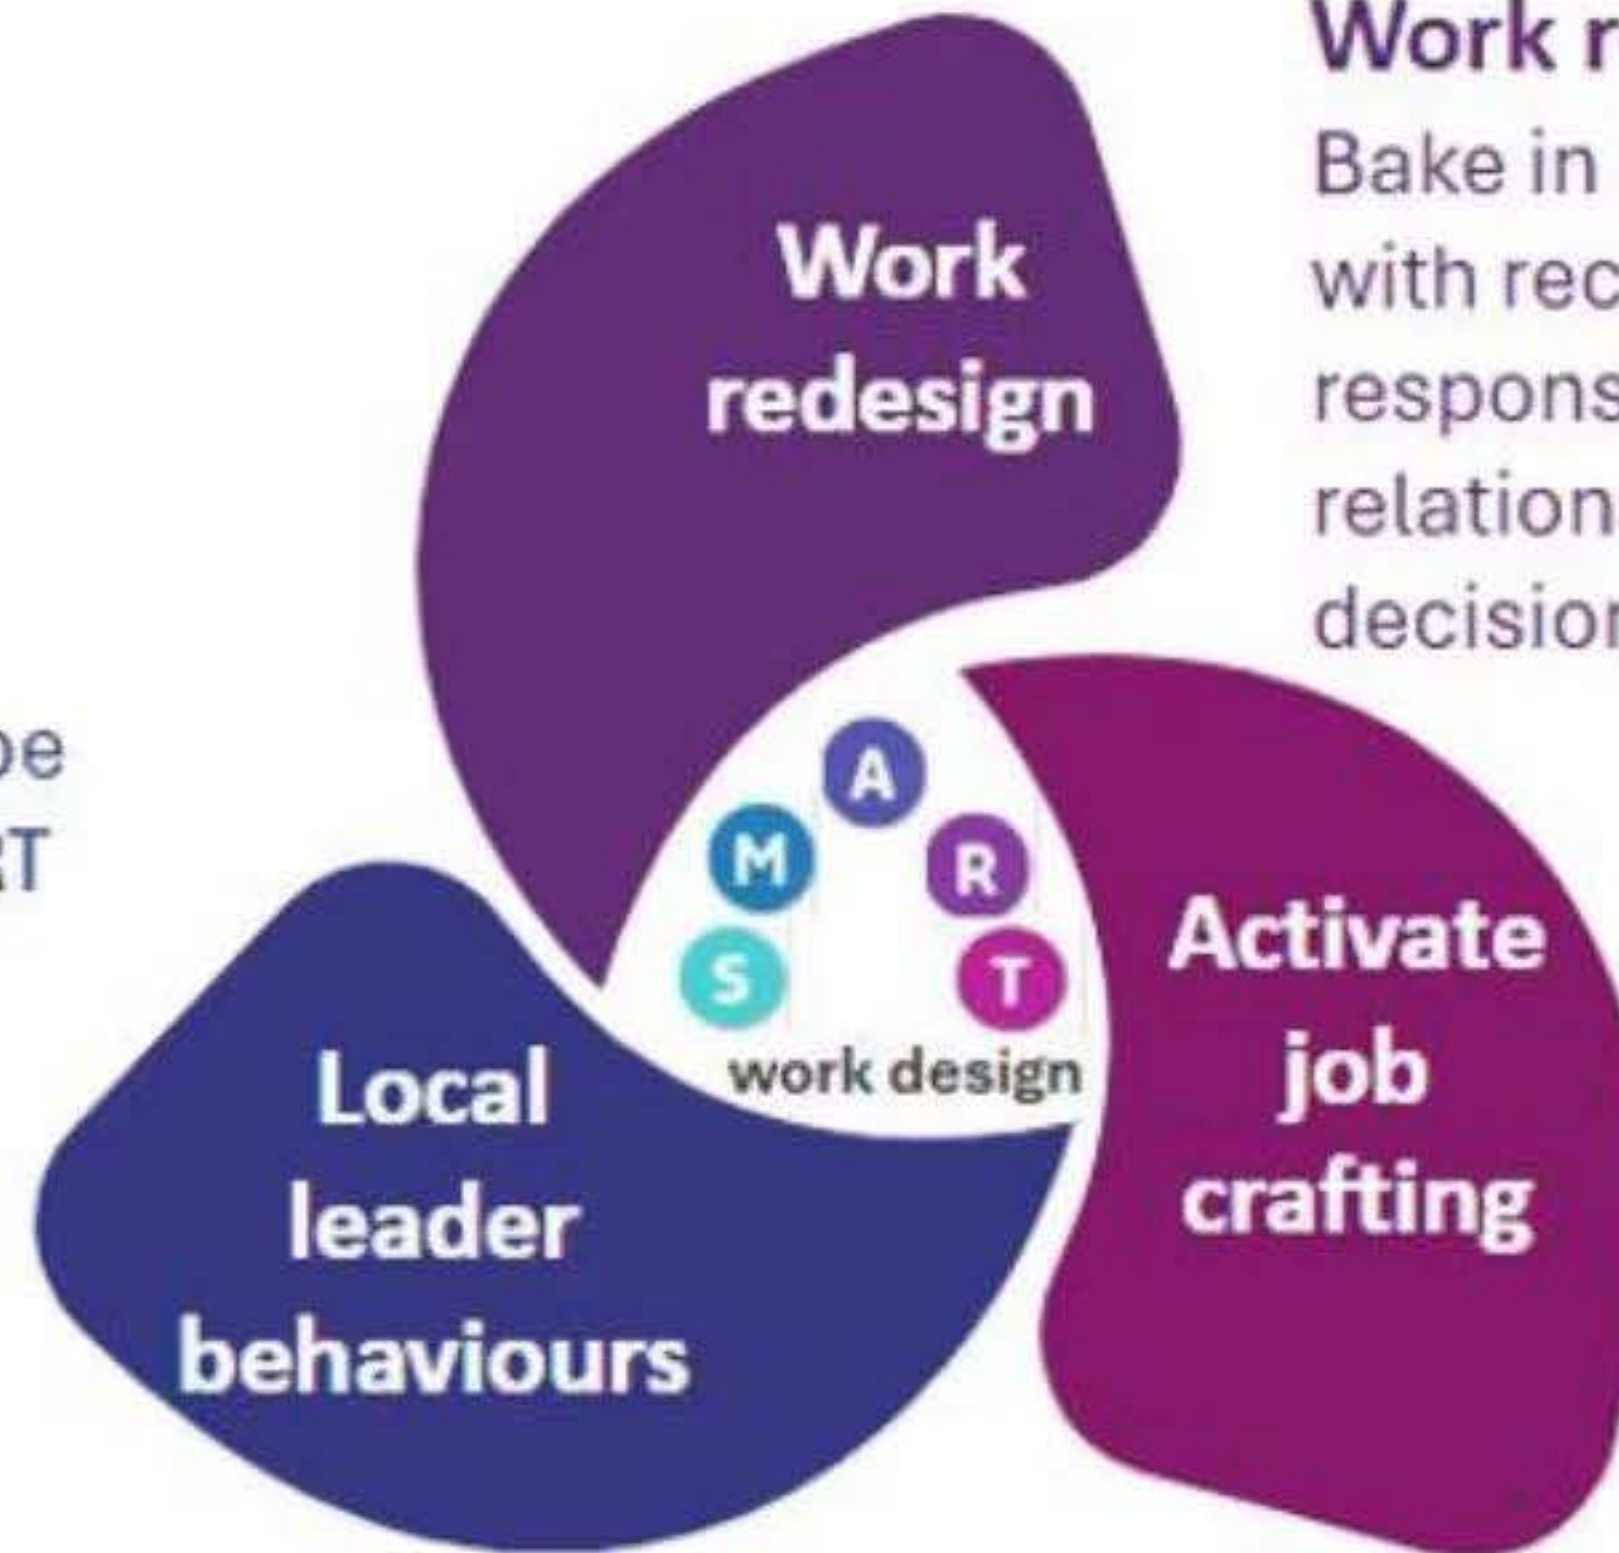 Work
redesign
Work r
Bake in
with rec
respons
relation
decision
be
RT
S M A R T
work design
Activate
job
crafting
Local
leader
behaviours